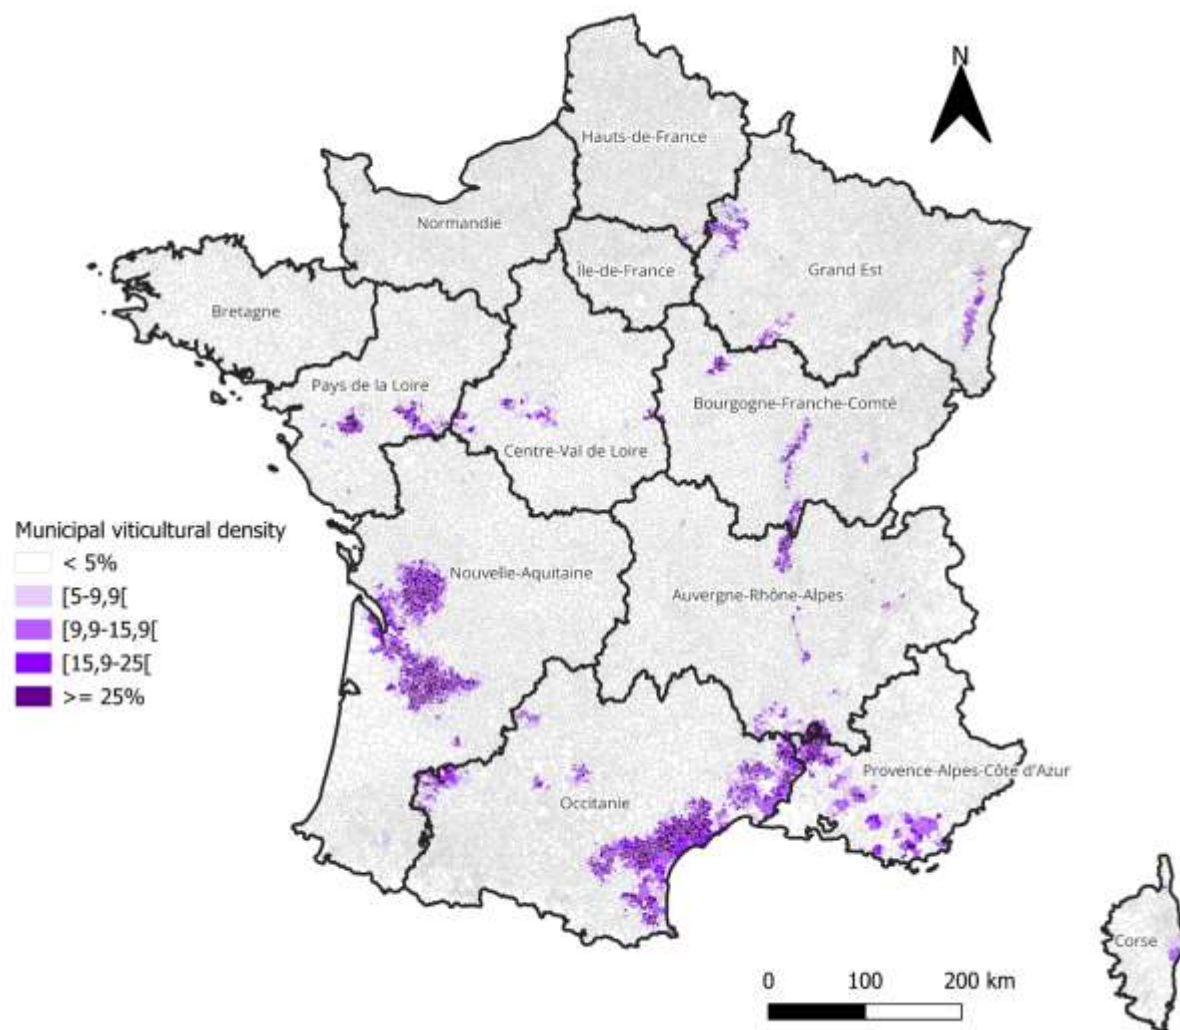 N
Hauts-de-France
Normandie
Île-de-France
Grand Est
Bretagne
Pays de la Loire
Bourgogne-Franche-Comté
Centre-Val de Loire
Municipal viticultural density
< 5%
[5-9,9[
[9,9-15,9[
[15,9-25[
>= 25%
Nouvelle-Aquitaine
Auvergne-Rhône-Alpes
Provence-Alpes-Côte d'Azur
Occitanie
Corse
0 100 200 km